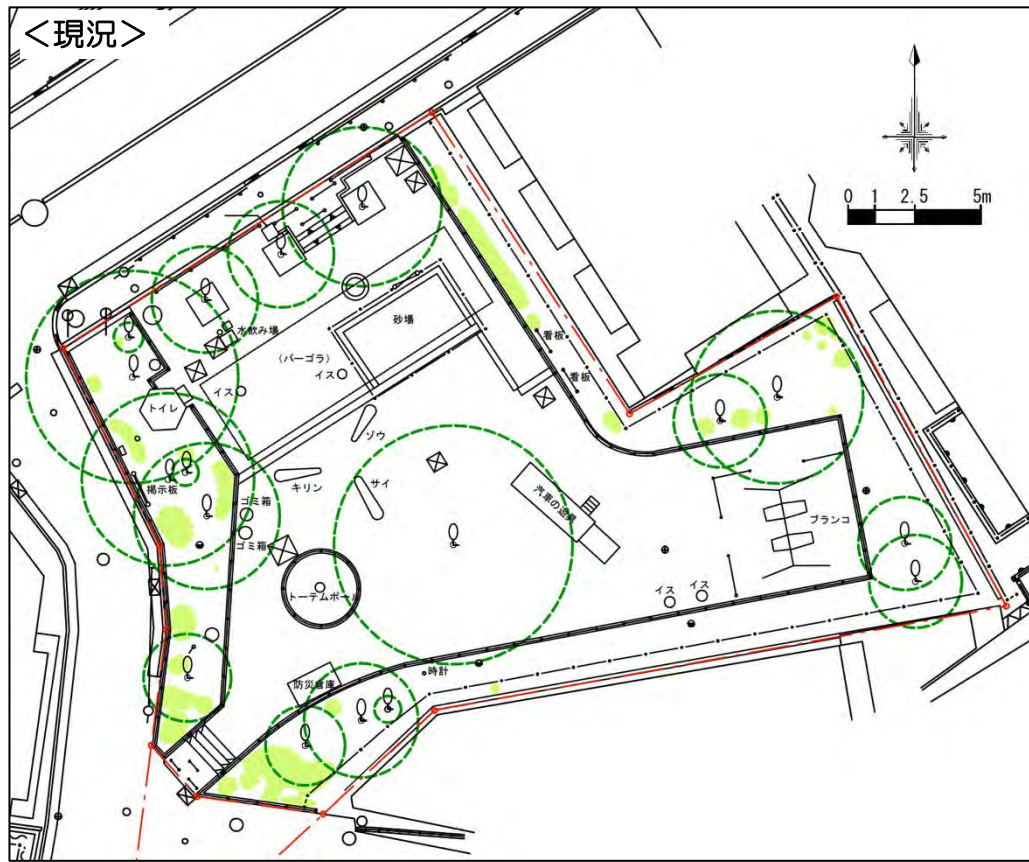 <現況>
0 1 2.5 5m
水飲み場
砂場
(パーゴラ)
イス
イス
看板
看板
トイレ
ゾウ
キリン
サイ
掲示板
ゴミ箱
ゴミ箱
汽車の遊具
ブランコ
トーテムポール
イス イス
防災倉庫
時計